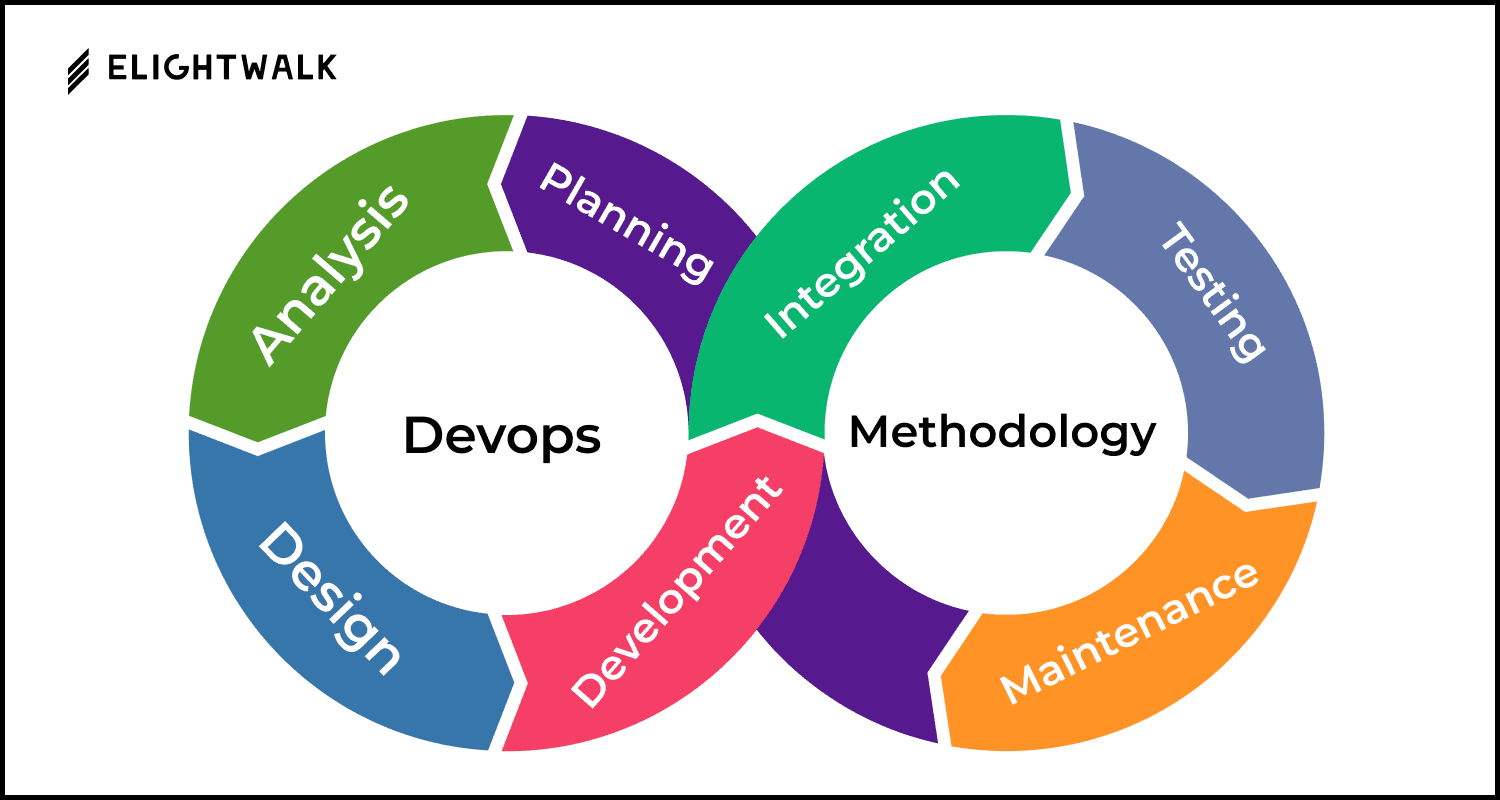 ELIGHTWALK
Planning
Analysis
Design
Development
Integration
Testing
Maintenance
Devops
Methodology